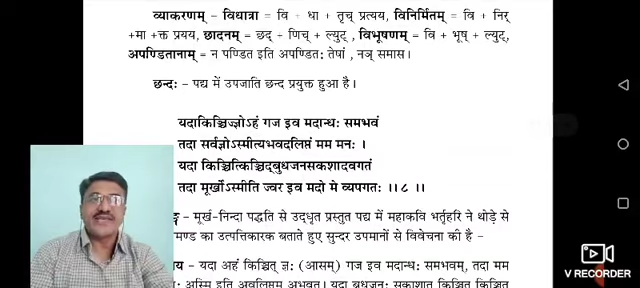 व्याकरणम् – विधात्रा = वि + धा + तृच् प्रत्यय, विनिर्मितम् = वि + निर्
+मा +क्त प्रयय, छादनम् = छद् + णिच् + ल्युट्, विभूषणम् = वि + भूष् + ल्युट्,
अपण्डितानाम् = न पण्डित इति अपण्डितः तेषां , नञ् समास।
छन्दः – पद्य में उपजाति छन्द प्रयुक्त हुआ है।
यदाकिञ्चिज्ज्ञोऽहं गज इव मदान्धः समभवं
तदा सर्वज्ञोऽस्मीत्यभवदलिप्तं मम मनः ।
यदा किञ्चित्किञ्चिद्बुधजनसकशादवगतं
तदा मूर्खोऽस्मीति ज्वर इव मदो मे व्यपगतः ।।८ ।।
– मूर्ख-निन्दा पद्धति से उद्धृत प्रस्तुत पद्य में महाकवि भर्तृहरि ने थोड़े से
मण्ड का उत्पत्तिकारक बताते हुए सुन्दर उपमानों से विवेचना की है –
– यदा अहं किञ्चित् ज्ञः (आसम्) गज इव मदान्धः समभवम्, तदा मम
अस्मि इति अवलिप्तम् अभवत्। यदा बुधजनः सकाशात् किञ्चित् किञ्चित्
V RECORDER